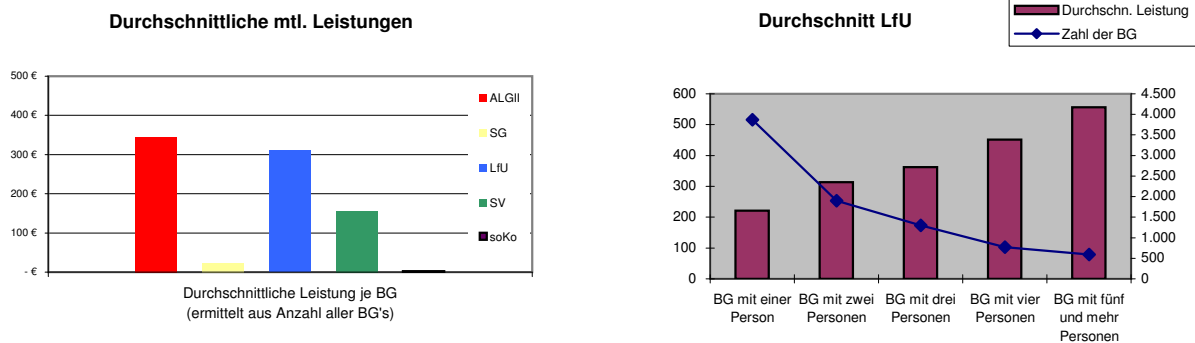 Durchschnittliche mtl. Leistungen
500 €
400 €
300 €
200 €
100 €
- €
ALGII
SG
LfU
SV
soKo
Durchschnittliche Leistung je BG
(ermittelt aus Anzahl aller BG's)
Durchschnitt LfU
Durchschn. Leistung
Zahl der BG
600
500
400
300
200
100
0
4.500
4.000
3.500
3.000
2.500
2.000
1.500
1.000
500
0
BG mit einer
Person
BG mit zwei
Personen
BG mit drei
Personen
BG mit vier
Personen
BG mit fünf
und mehr
Personen